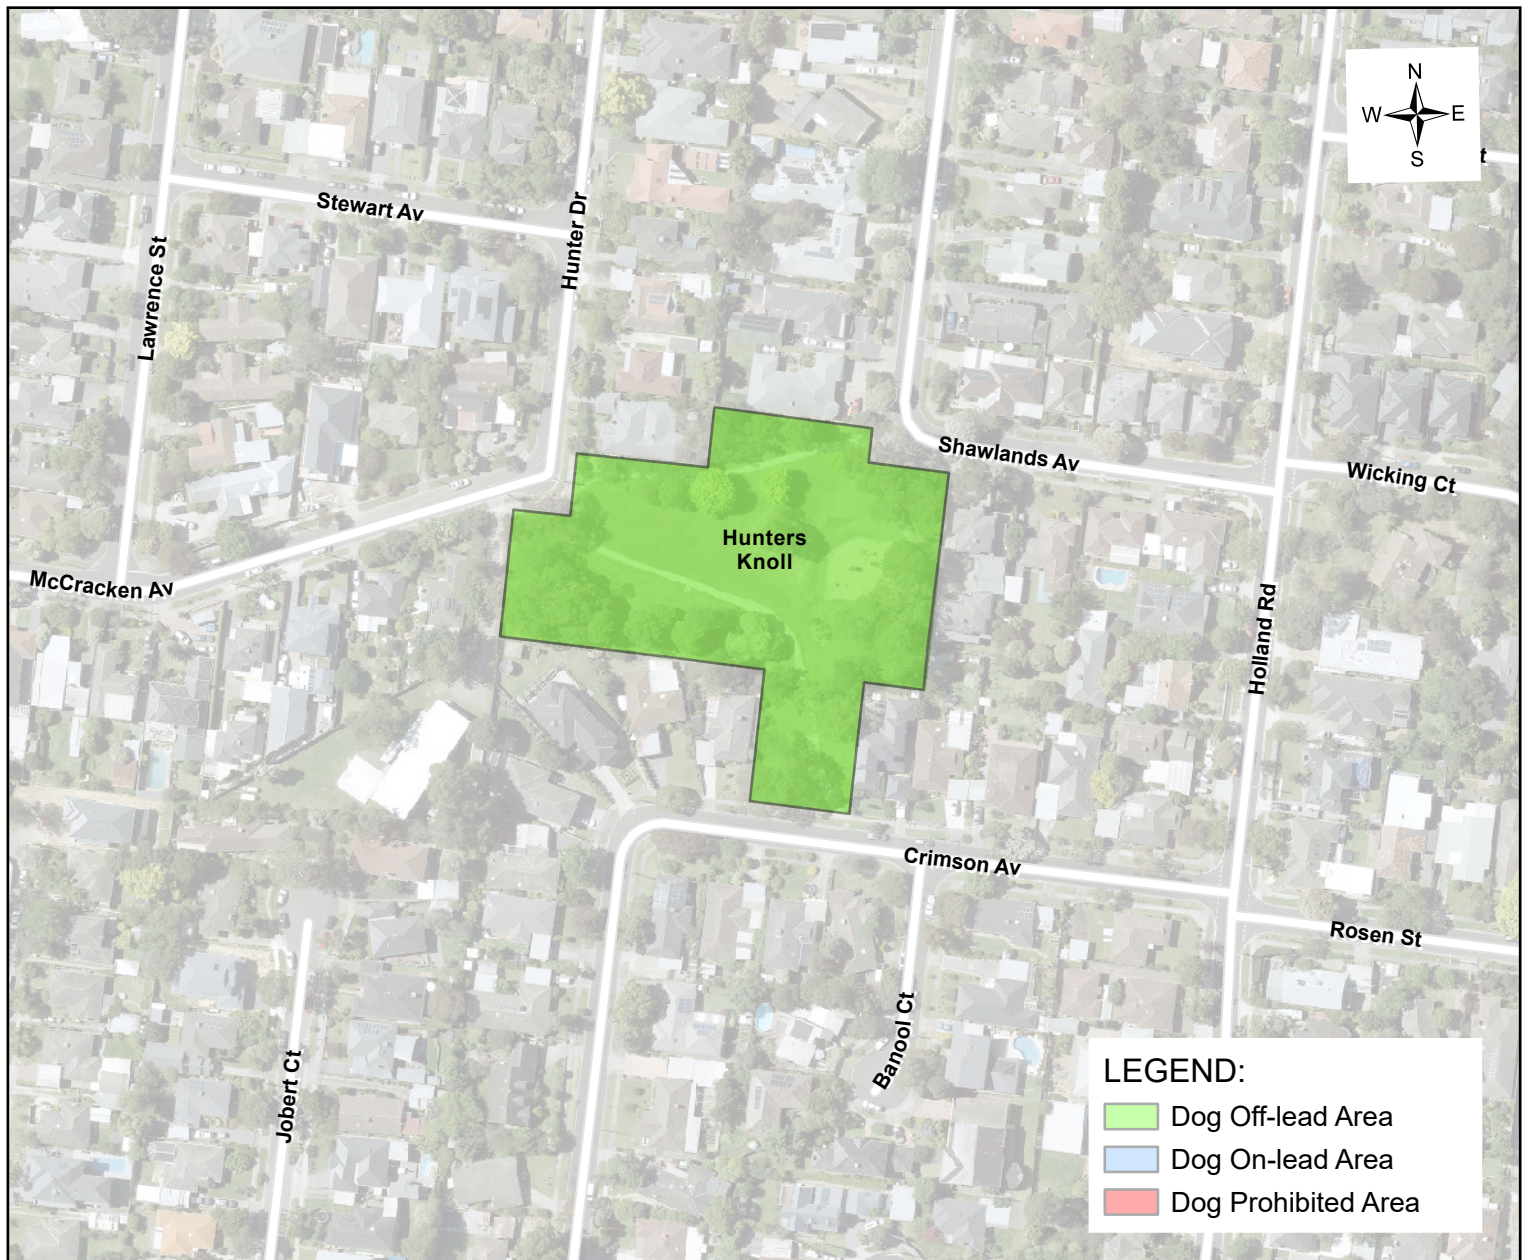 N
W E
S
t
Stewart Av
Hunter Dr
Lawrence St
Shawlands Av
Wicking Ct
Hunters
Knoll
McCracken Av
Holland Rd
Crimson Av
Rosen St
Banool Ct
Jobert Ct
LEGEND:
Dog Off-lead Area
Dog On-lead Area
Dog Prohibited Area